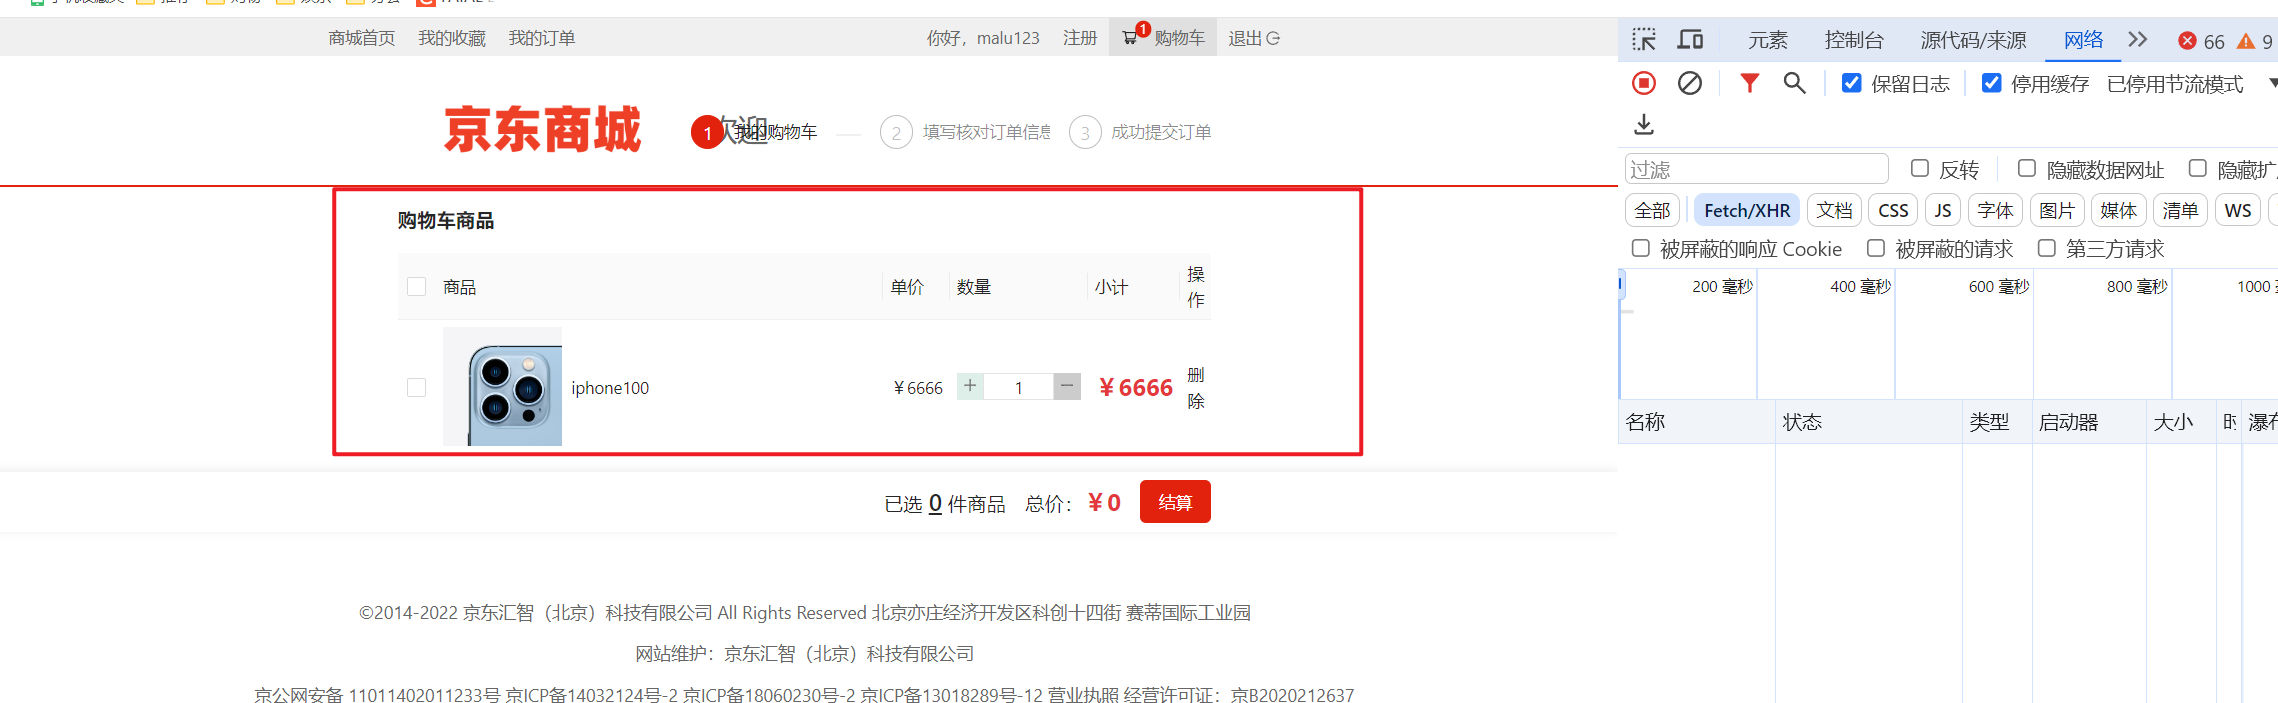 商城首页 我的收藏 我的订单 你好，malu123 注册 1 购物车 退出
元素 控制台 源代码/来源 网络 66 9
保留日志 停用缓存 已停用节流模式
京东商城 欢迎 1 我的购物车 2 填写核对订单信息 3 成功提交订单
过滤 反转 隐藏数据网址 隐藏扩
全部 Fetch/XHR 文档 CSS JS 字体 图片 媒体 清单 WS
被屏蔽的响应 Cookie 被屏蔽的请求 第三方请求
200 毫秒 400 毫秒 600 毫秒 800 毫秒 1000
名称 状态 类型 启动器 大小 时 瀑布
购物车商品
商品 单价 数量 小计 操作
iphone100 ￥6666 + 1 − ￥6666 删除
已选 0 件商品 总价： ￥0 结算
©2014-2022 京东汇智（北京）科技有限公司 All Rights Reserved 北京亦庄经济开发区科创十四街 赛蒂国际工业园
网站维护：京东汇智（北京）科技有限公司
京公网安备 11011402011233号 京ICP备14032124号-2 京ICP备18060230号-2 京ICP备13018289号-12 营业执照 经营许可证：京B2020212637